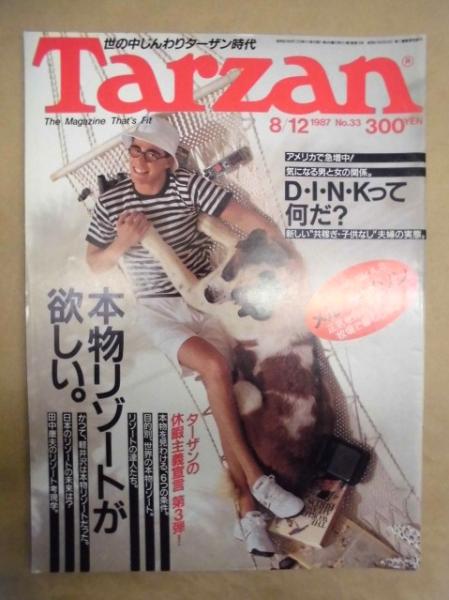 世の中じんわりターザン時代
Tarzan®
The Magazine That's Fit
8/12 1987 No.33 300YEN
アメリカで急増中!
気になる男と女の関係。
D・I・N・Kって
何だ?
新しい"共稼ぎ・子供なし"夫婦の実態。
本物リゾートが
欲しい。
ターザンの
休暇主義宣言 第3弾!
本物を見わける、6つの条件。
目的別、世界の本物リゾート。
リゾートの達人たち。
かつて、軽井沢は本物リゾートだった。
日本のリゾートの未来は?
田中康夫のリゾート考現学。